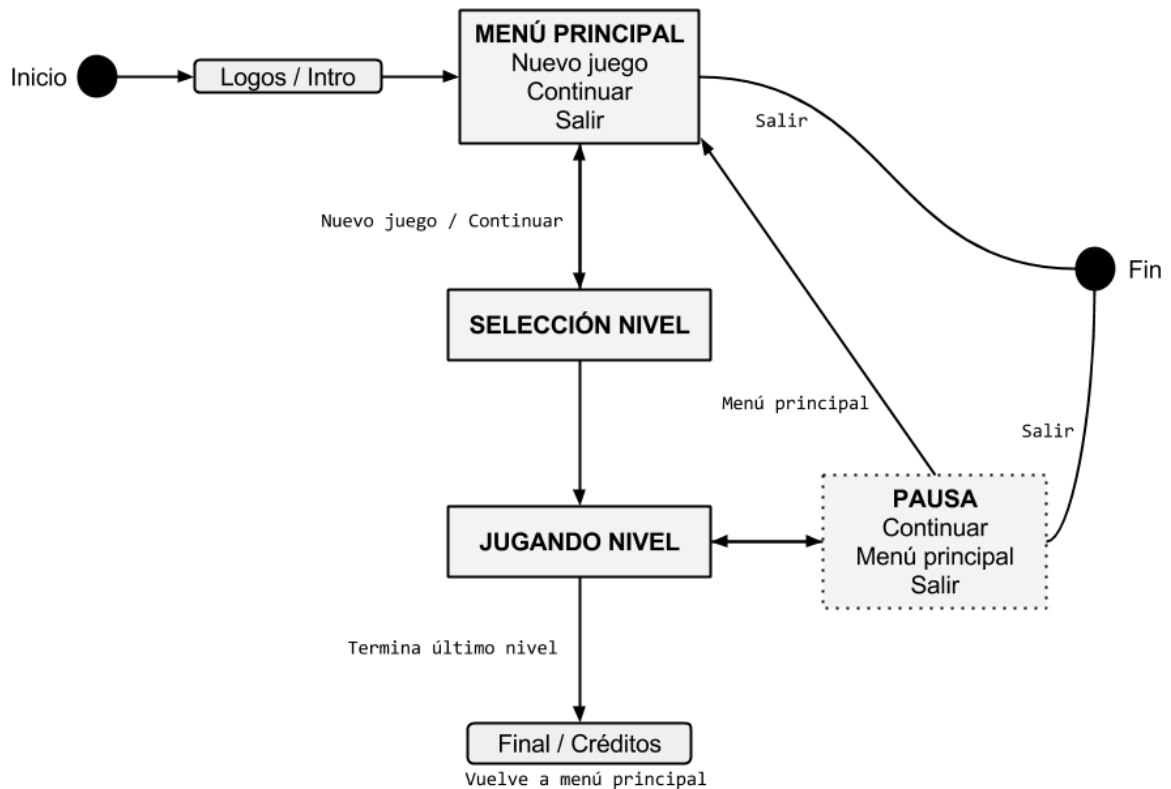 MENÚ PRINCIPAL
Nuevo juego
Continuar
Salir
Inicio
Logos / Intro
Salir
Nuevo juego / Continuar
Fin
SELECCIÓN NIVEL
Menú principal
Salir
PAUSA
Continuar
Menú principal
Salir
JUGANDO NIVEL
Termina último nivel
Final / Créditos
Vuelve a menú principal